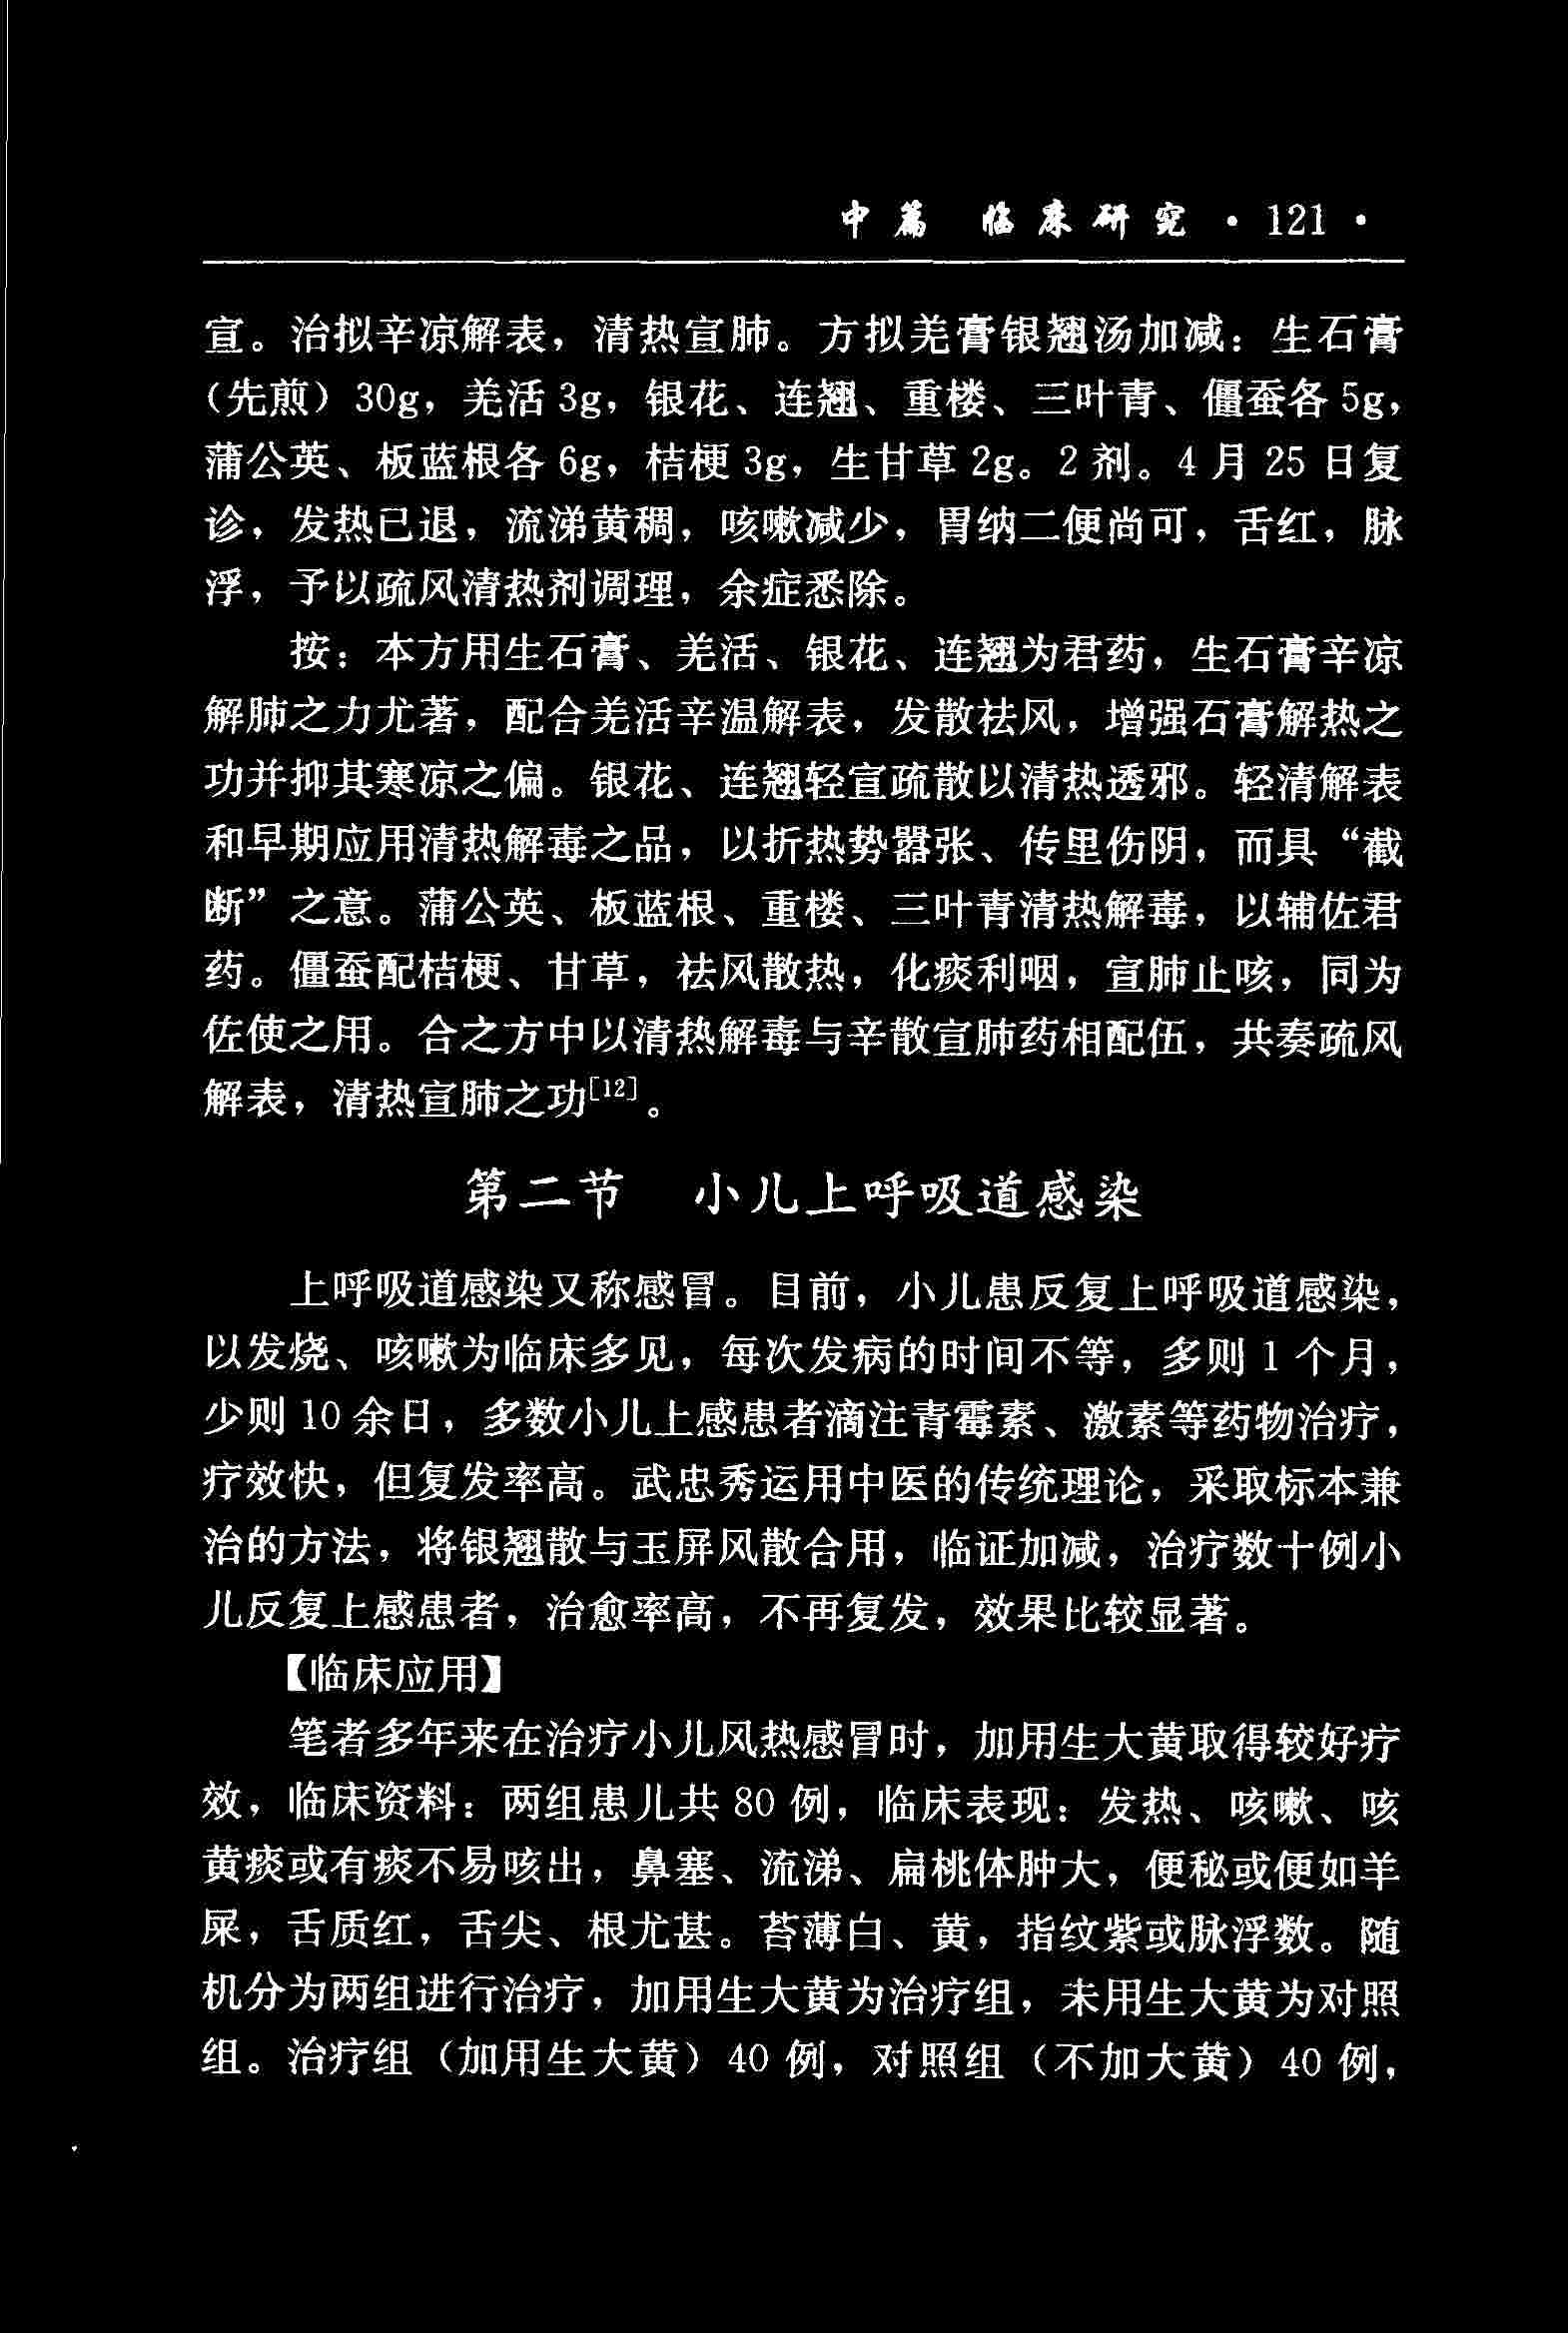 中篇 临床研究 · 121 ·
宣。治拟辛凉解表，清热宣肺。方拟羌膏银翘汤加减：生石膏
（先煎）30g，羌活 3g，银花、连翘、重楼、三叶青、僵蚕各 5g，
蒲公英、板蓝根各 6g，桔梗 3g，生甘草 2g。2 剂。4 月 25 日复
诊，发热已退，流涕黄稠，咳嗽减少，胃纳二便尚可，舌红，脉
浮，予以疏风清热剂调理，余症悉除。
按：本方用生石膏、羌活、银花、连翘为君药，生石膏辛凉
解肺之力尤著，配合羌活辛温解表，发散祛风，增强石膏解热之
功并抑其寒凉之偏。银花、连翘轻宣疏散以清热透邪。轻清解表
和早期应用清热解毒之品，以折热势嚣张、传里伤阴，而具“截
断”之意。蒲公英、板蓝根、重楼、三叶青清热解毒，以辅佐君
药。僵蚕配桔梗、甘草，祛风散热，化痰利咽，宣肺止咳，同为
佐使之用。合之方中以清热解毒与辛散宣肺药相配伍，共奏疏风
解表，清热宣肺之功[12]。
第二节 小儿上呼吸道感染
上呼吸道感染又称感冒。目前，小儿患反复上呼吸道感染，
以发烧、咳嗽为临床多见，每次发病的时间不等，多则 1 个月，
少则 10 余日，多数小儿上感患者滴注青霉素、激素等药物治疗，
疗效快，但复发率高。武忠秀运用中医的传统理论，采取标本兼
治的方法，将银翘散与玉屏风散合用，临证加减，治疗数十例小
儿反复上感患者，治愈率高，不再复发，效果比较显著。
【临床应用】
笔者多年来在治疗小儿风热感冒时，加用生大黄取得较好疗
效，临床资料：两组患儿共 80 例，临床表现：发热、咳嗽、咳
黄痰或有痰不易咳出，鼻塞、流涕、扁桃体肿大，便秘或便如羊
屎，舌质红，舌尖、根尤甚。苔薄白、黄，指纹紫或脉浮数。随
机分为两组进行治疗，加用生大黄为治疗组，未用生大黄为对照
组。治疗组（加用生大黄）40 例，对照组（不加大黄）40 例，